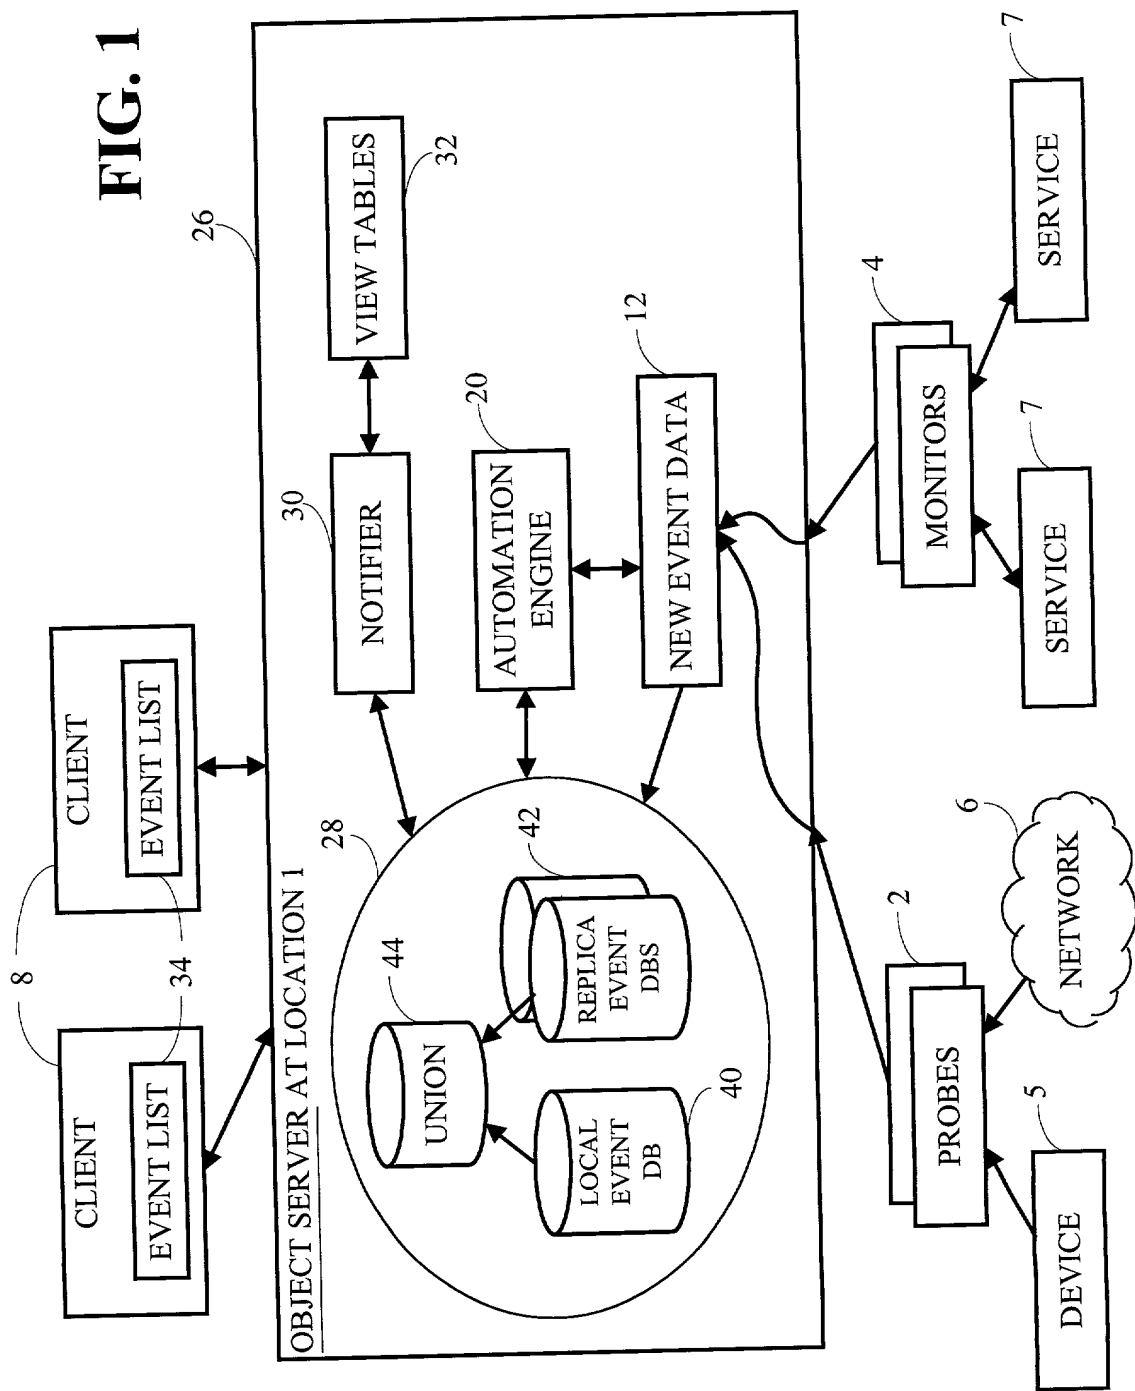 FIG. 1
8
CLIENT
EVENT LIST
34
CLIENT
EVENT LIST
26
OBJECT SERVER AT LOCATION 1
28
44
UNION
42
LOCAL
EVENT
DB
40
REPLICA
EVENT
DBS
30
NOTIFIER
VIEW TABLES
32
20
AUTOMATION
ENGINE
12
NEW EVENT DATA
2
PROBES
4
MONITORS
5
DEVICE
6
NETWORK
7
SERVICE
7
SERVICE